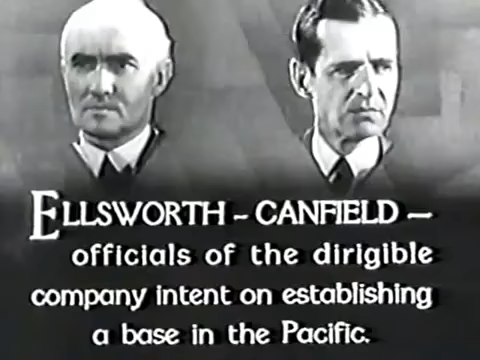 ELLSWORTH – CANFIELD –
officials of the dirigible
company intent on establishing
a base in the Pacific.